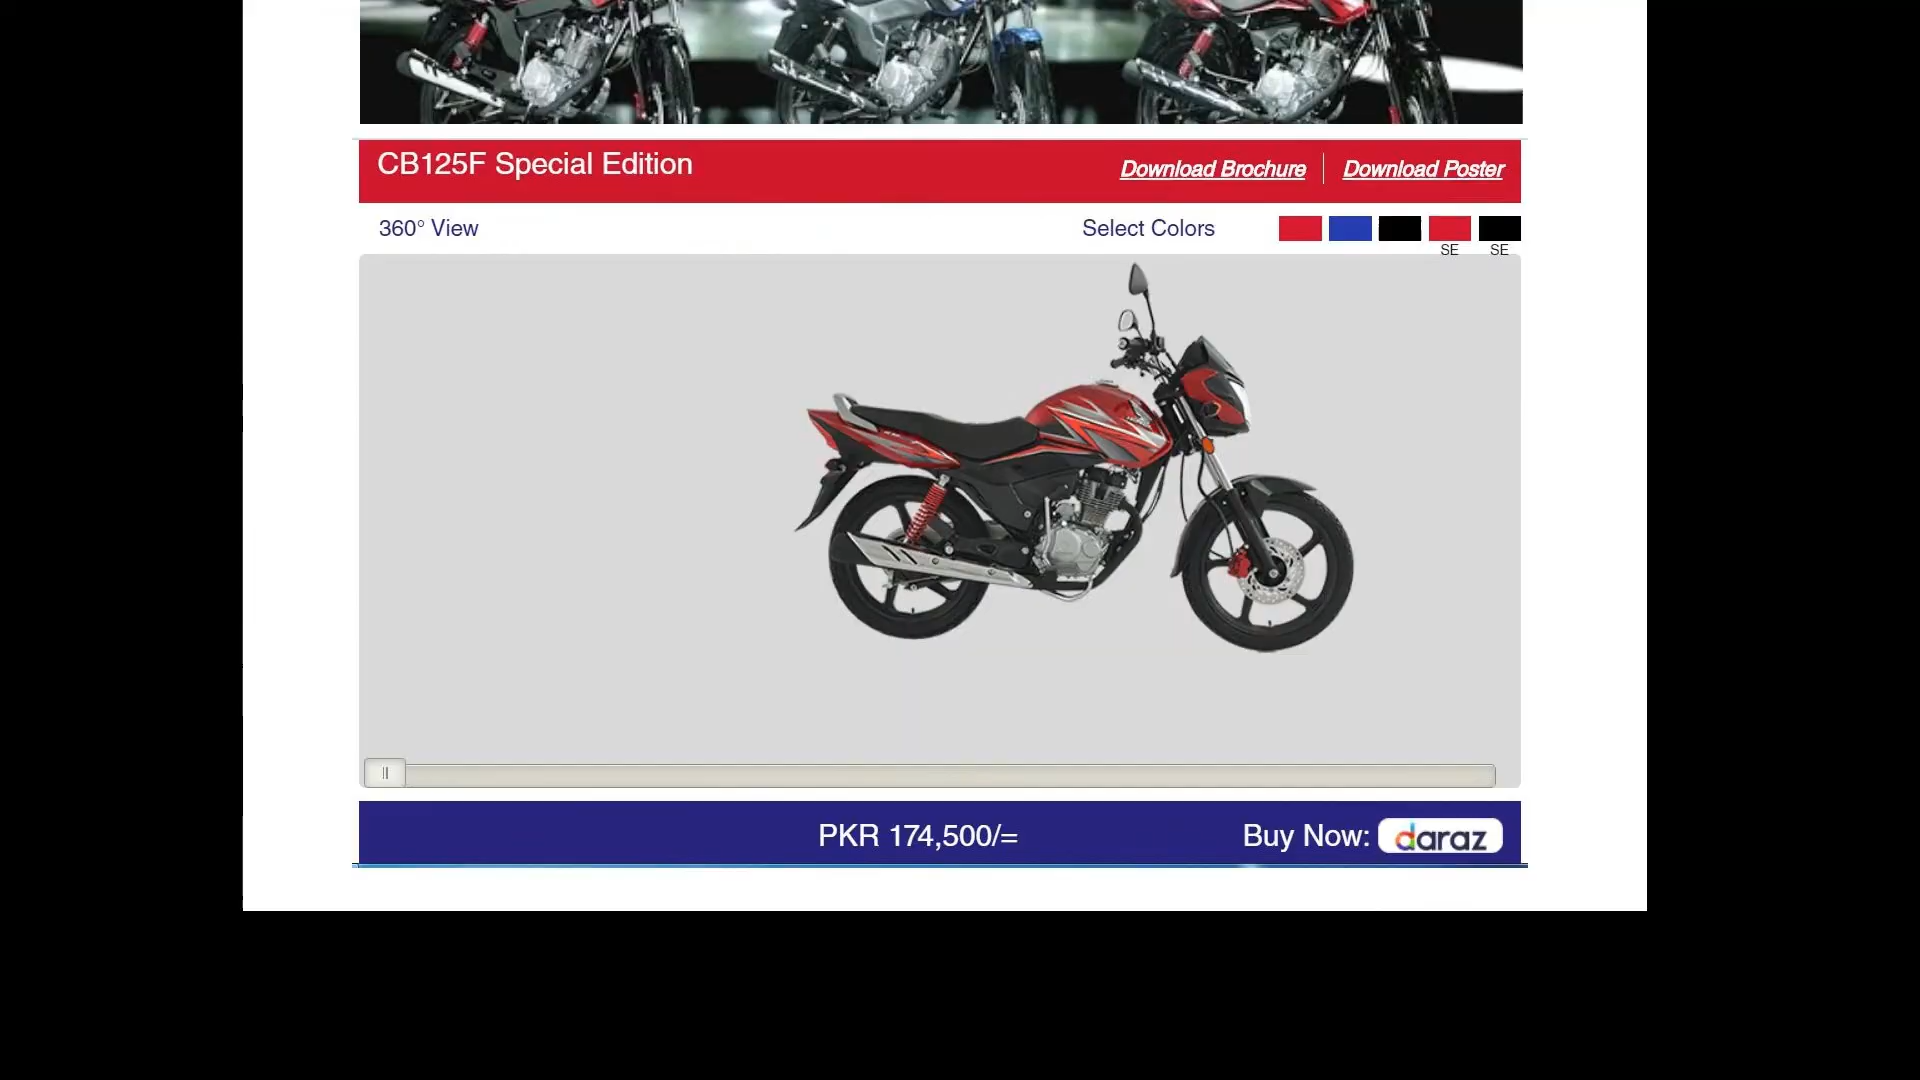 CB125F Special Edition
Download Brochure
Download Poster
360° View
Select Colors
SE
SE
PKR 174,500/=
Buy Now: daraz